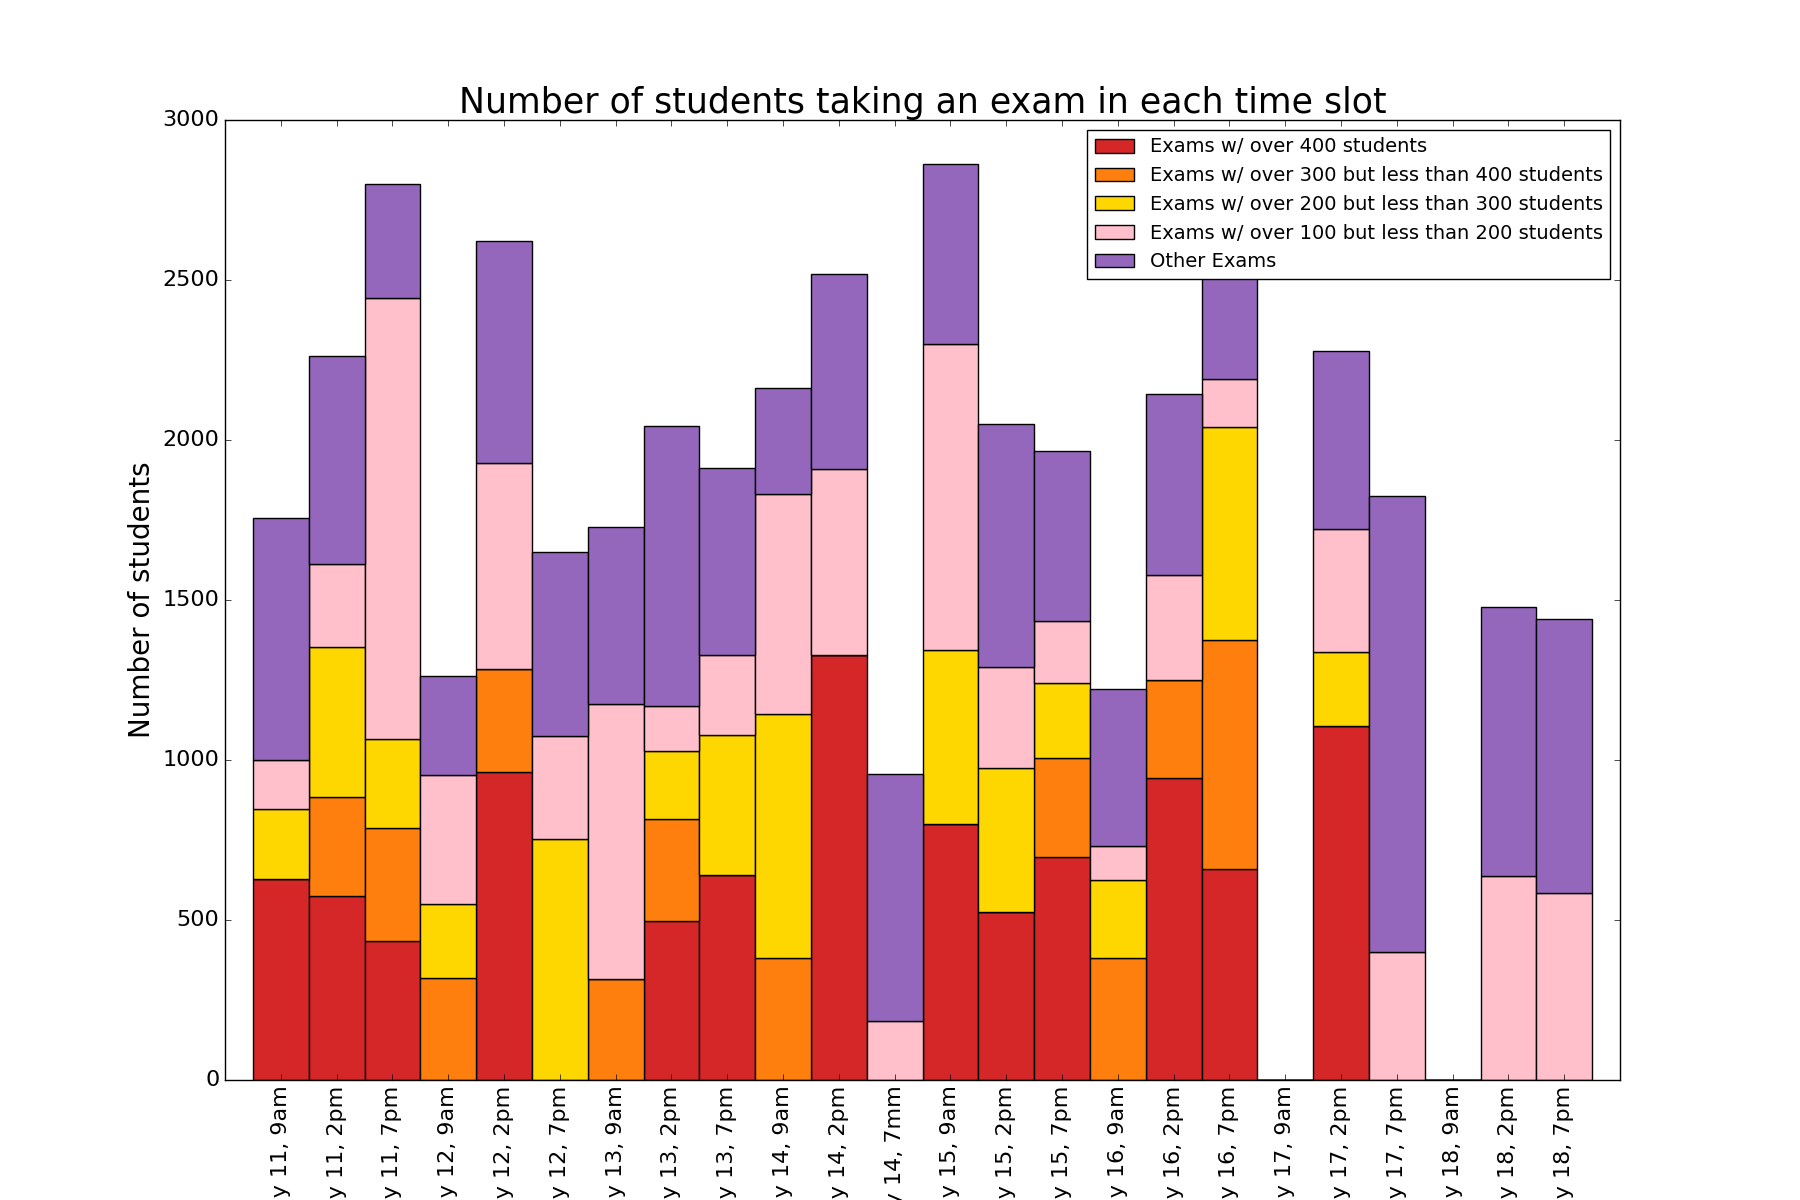 Number of students taking an exam in each time slot
Exams w/ over 400 students
Exams w/ over 300 but less than 400 students
Exams w/ over 200 but less than 300 students
Exams w/ over 100 but less than 200 students
Other Exams
Number of students
3000
2500
2000
1500
1000
500
0
y 11, 9am
y 11, 2pm
y 11, 7pm
y 12, 9am
y 12, 2pm
y 12, 7pm
y 13, 9am
y 13, 2pm
y 13, 7pm
y 14, 9am
y 14, 2pm
y 14, 7mm
y 15, 9am
y 15, 2pm
y 15, 7pm
y 16, 9am
y 16, 2pm
y 16, 7pm
y 17, 9am
y 17, 2pm
y 17, 7pm
y 18, 9am
y 18, 2pm
y 18, 7pm